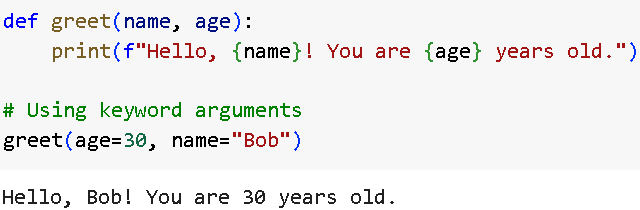 def greet(name, age):
    print(f"Hello, {name}! You are {age} years old.")
# Using keyword arguments
greet(age=30, name="Bob")
Hello, Bob! You are 30 years old.